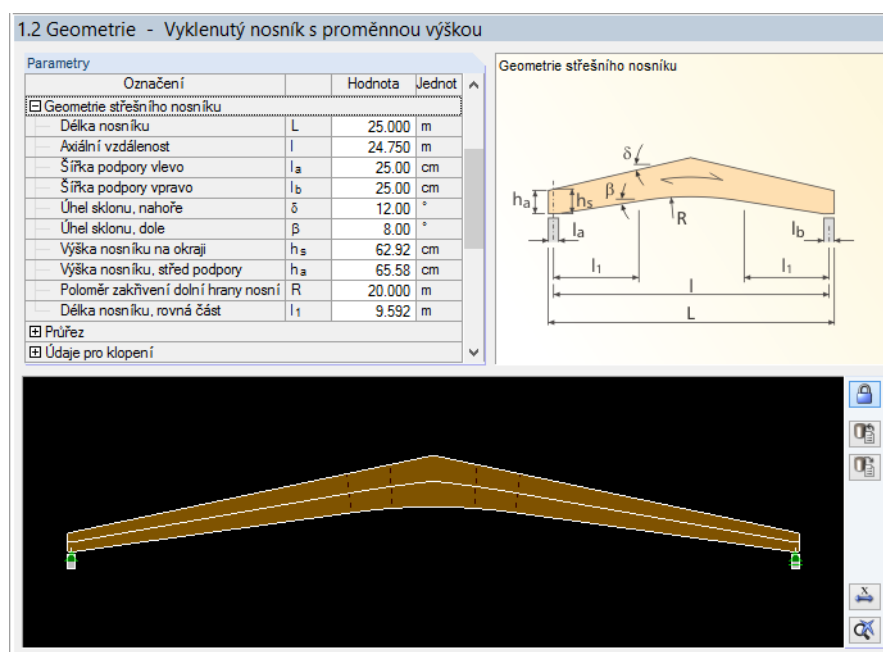 1.2 Geometrie - Vyklenutý nosník s proměnnou výškou
Parametry
Označení Hodnota Jednot
Geometrie střešního nosníku
Délka nosníku L 25.000 m
Axiální vzdálenost l 24.750 m
Šířka podpory vlevo la 25.00 cm
Šířka podpory vpravo lb 25.00 cm
Úhel sklonu, nahoře δ 12.00 °
Úhel sklonu, dole β 8.00 °
Výška nosníku na okraji hs 62.92 cm
Výška nosníku, střed podpory ha 65.58 cm
Poloměr zakřivení dolní hrany nosní R 20.000 m
Délka nosníku, rovná část l1 9.592 m
Průřez
Údaje pro klopení
Geometrie střešního nosníku
δ
ha hs β
R
la lb
l1 l1
l
L
x